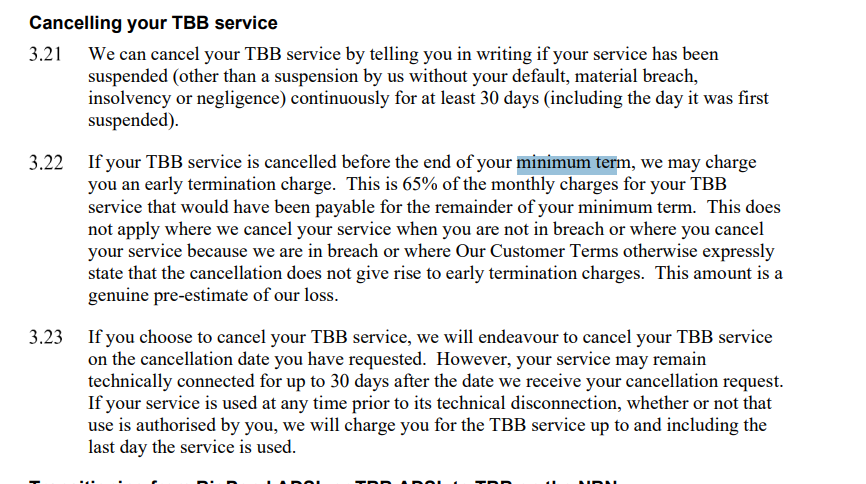 Cancelling your TBB service
3.21 We can cancel your TBB service by telling you in writing if your service has been
suspended (other than a suspension by us without your default, material breach,
insolvency or negligence) continuously for at least 30 days (including the day it was first
suspended).
3.22 If your TBB service is cancelled before the end of your minimum term, we may charge
you an early termination charge. This is 65% of the monthly charges for your TBB
service that would have been payable for the remainder of your minimum term. This does
not apply where we cancel your service when you are not in breach or where you cancel
your service because we are in breach or where Our Customer Terms otherwise expressly
state that the cancellation does not give rise to early termination charges. This amount is a
genuine pre-estimate of our loss.
3.23 If you choose to cancel your TBB service, we will endeavour to cancel your TBB service
on the cancellation date you have requested. However, your service may remain
technically connected for up to 30 days after the date we receive your cancellation request.
If your service is used at any time prior to its technical disconnection, whether or not that
use is authorised by you, we will charge you for the TBB service up to and including the
last day the service is used.